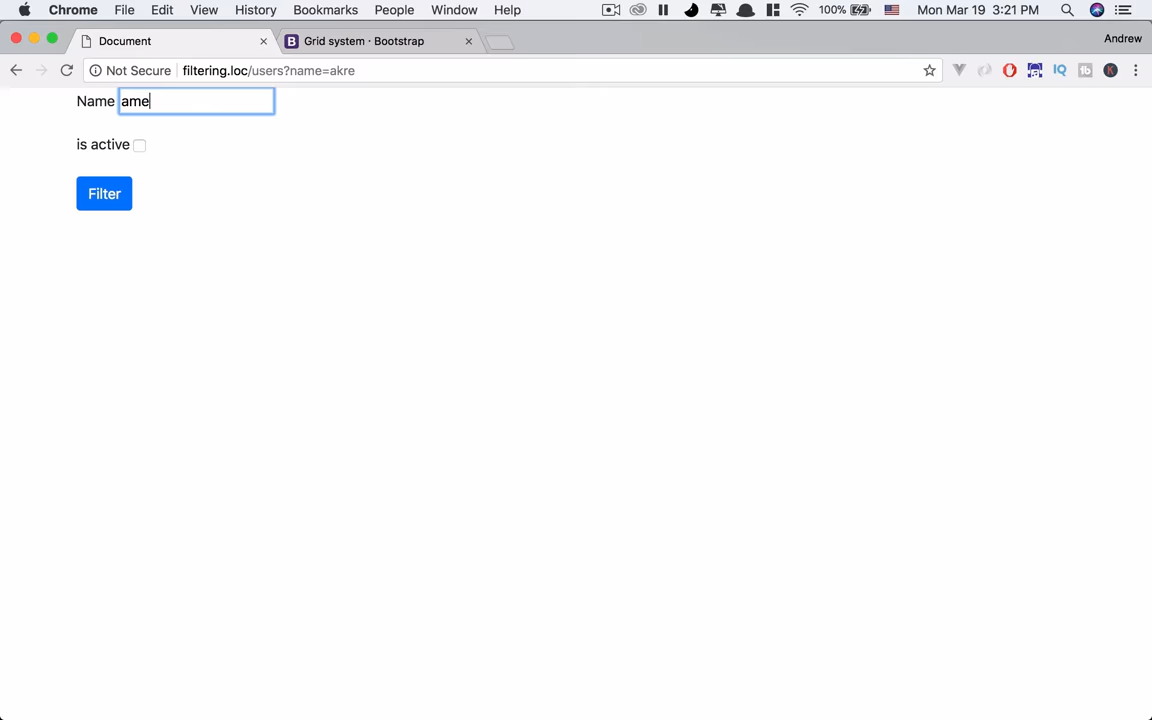 Chrome File Edit View History Bookmarks People Window Help 100% Mon Mar 19 3:21 PM
Document Grid system · Bootstrap Andrew
Not Secure filtering.loc/users?name=akre
Name ame
is active
Filter